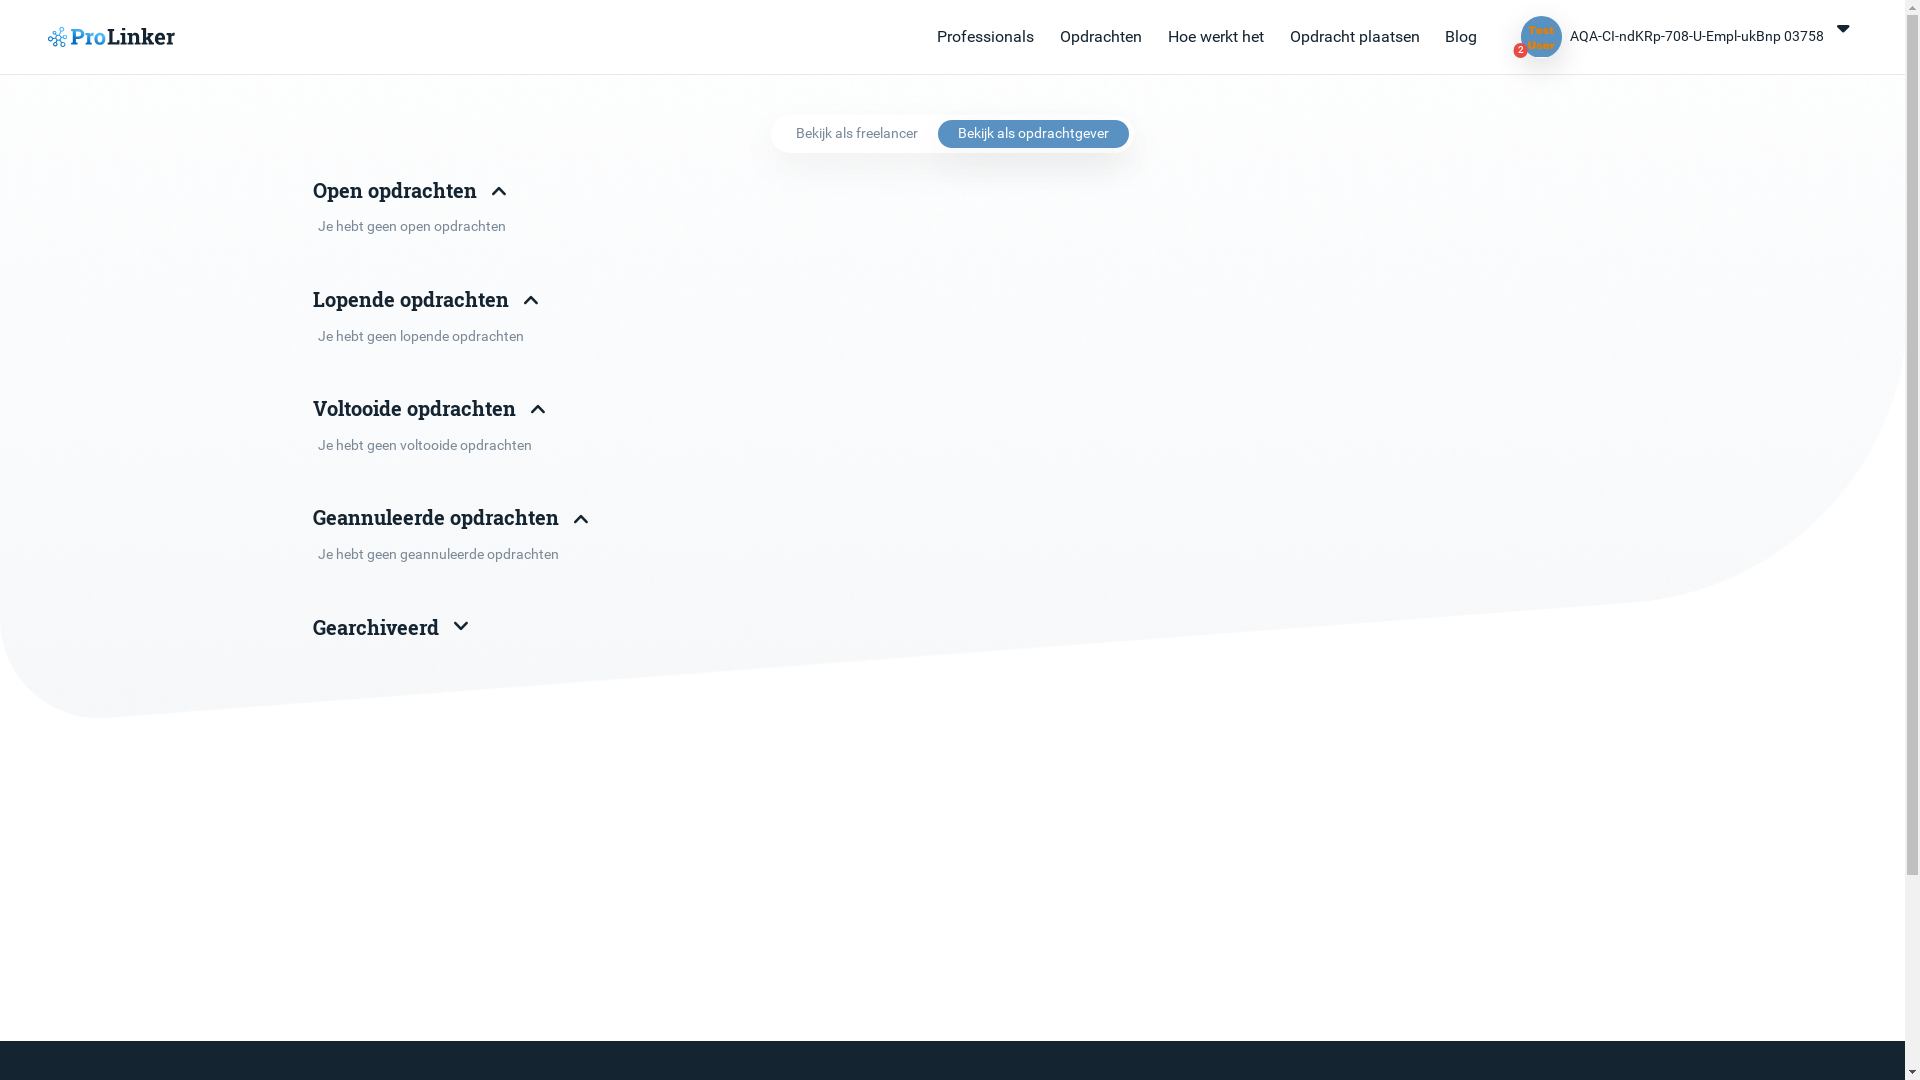 ProLinker
Professionals
Opdrachten
Hoe werkt het
Opdracht plaatsen
Blog
Test
User
2
AQA-CI-ndKRp-708-U-Empl-ukBnp 03758
Bekijk als freelancer
Bekijk als opdrachtgever
Open opdrachten
Je hebt geen open opdrachten
Lopende opdrachten
Je hebt geen lopende opdrachten
Voltooide opdrachten
Je hebt geen voltooide opdrachten
Geannuleerde opdrachten
Je hebt geen geannuleerde opdrachten
Gearchiveerd